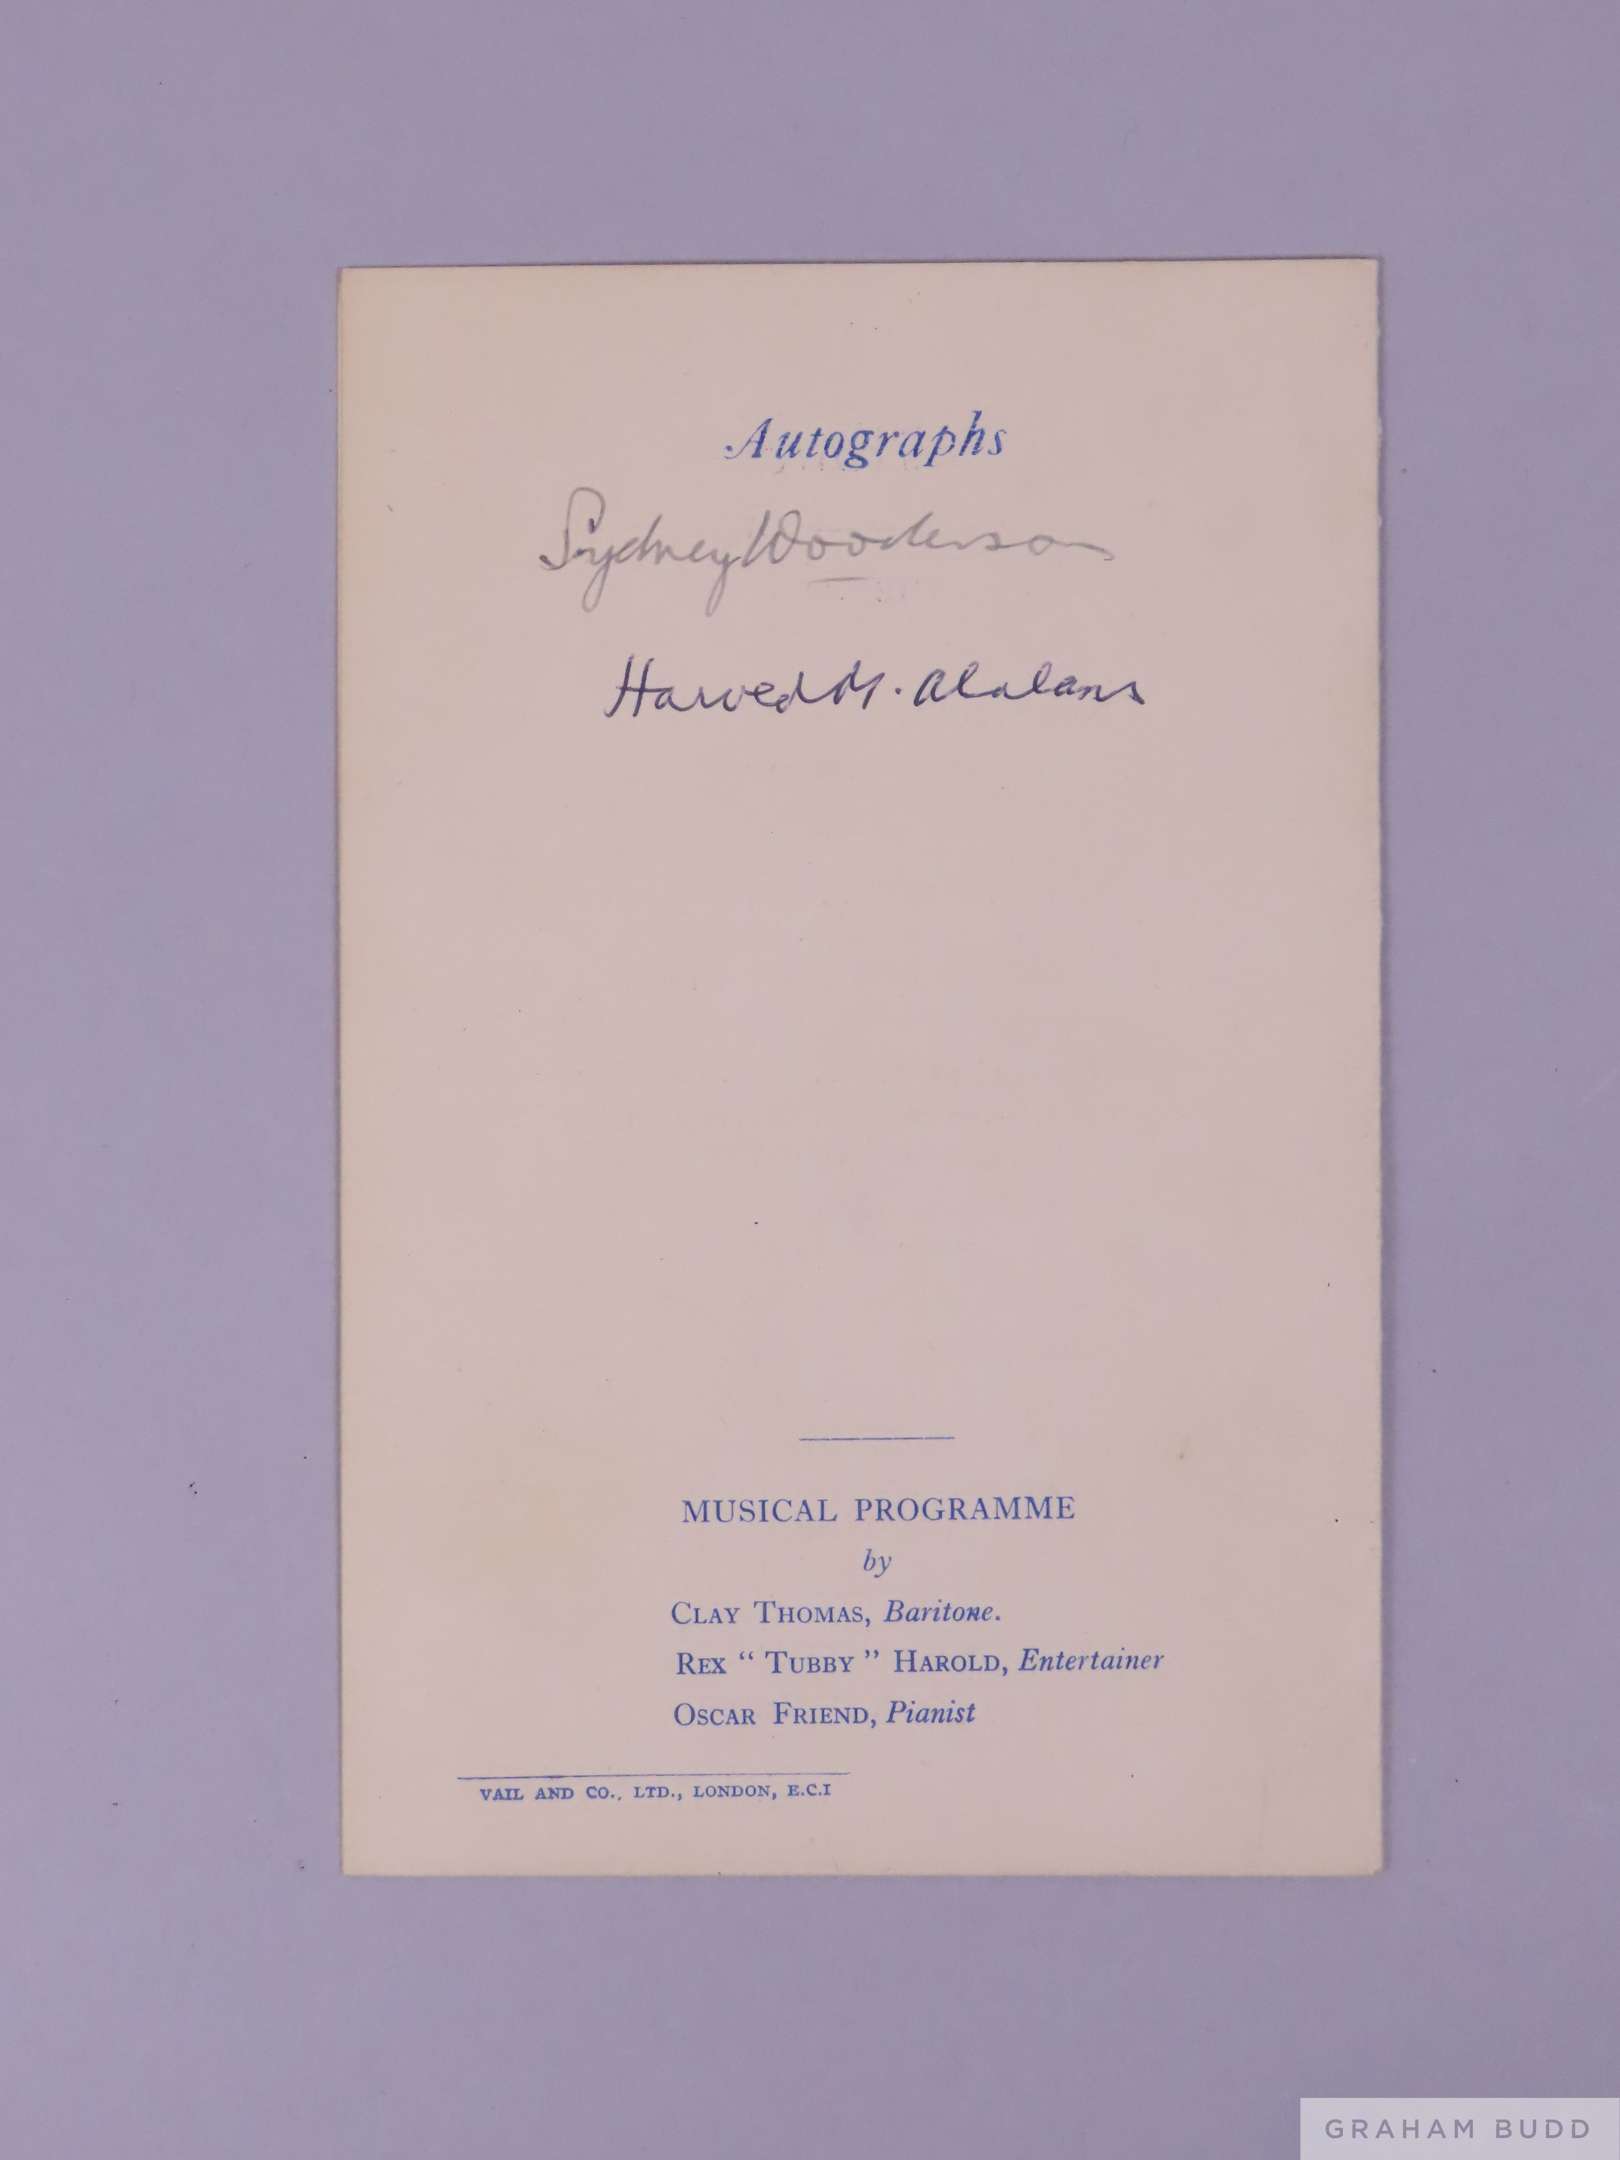 Autographs
Sydney Wooderson
Harold M. Abrahams
MUSICAL PROGRAMME
by
CLAY THOMAS, Baritone.
REX “ TUBBY ” HAROLD, Entertainer
OSCAR FRIEND, Pianist
VAIL AND CO., LTD., LONDON, E.C.1
GRAHAM BUDD